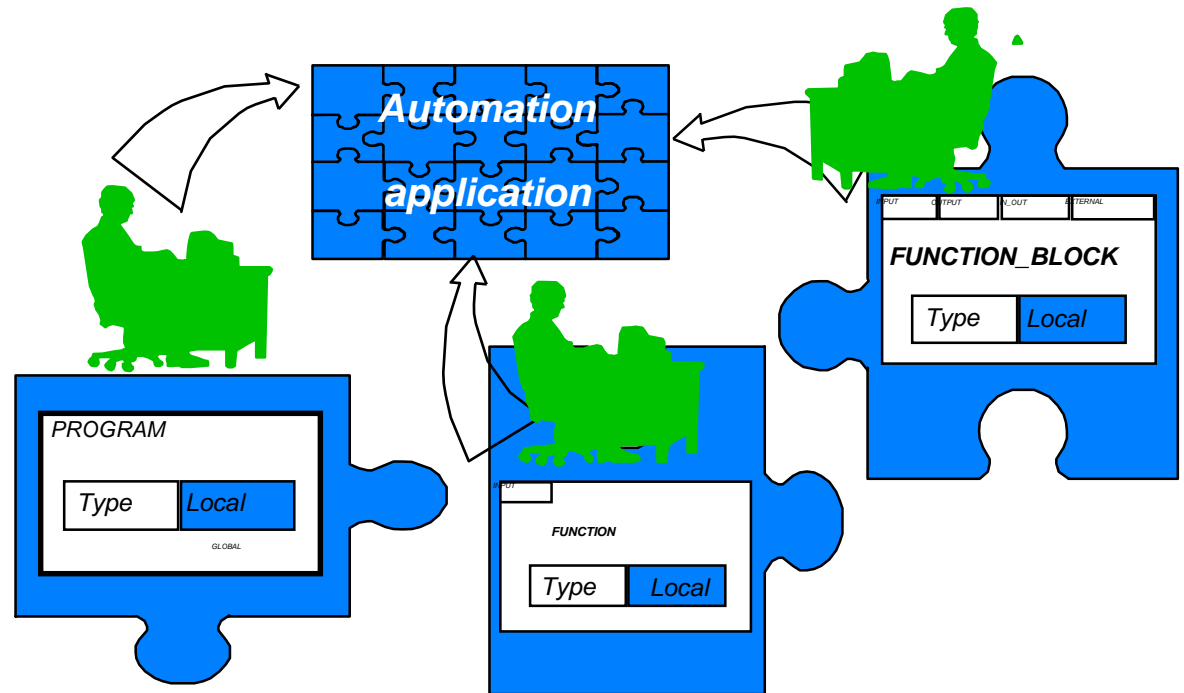 Automation
application
INPUT OUTPUT IN_OUT EXTERNAL
FUNCTION_BLOCK
Type Local
PROGRAM
Type Local
GLOBAL
INPUT
FUNCTION
Type Local